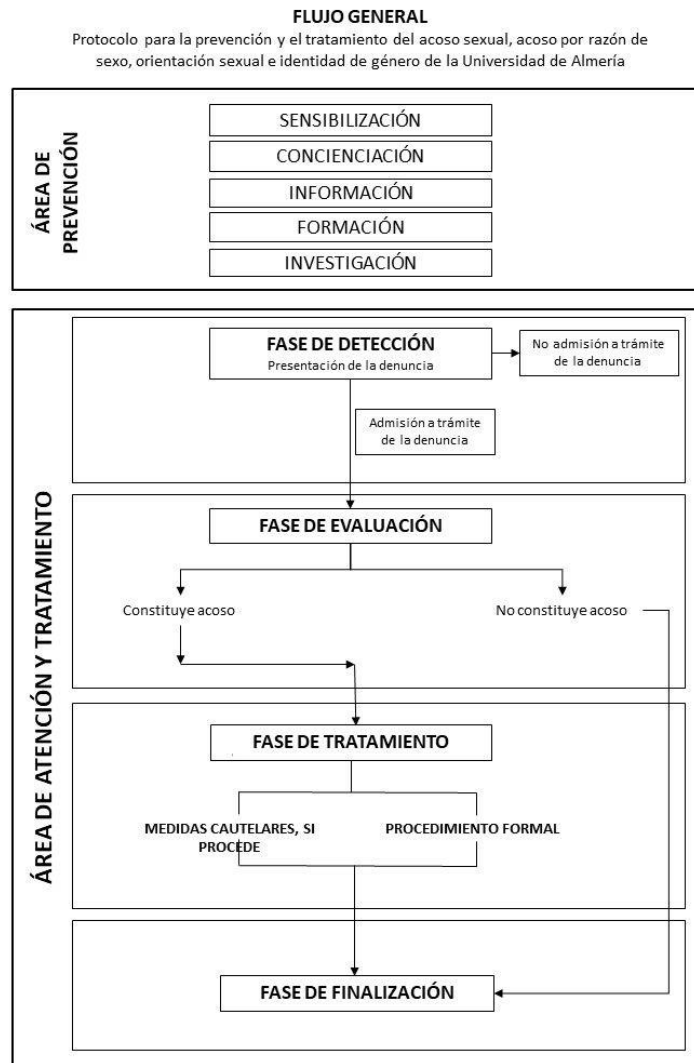 FLUJO GENERAL
Protocolo para la prevención y el tratamiento del acoso sexual, acoso por razón de
sexo, orientación sexual e identidad de género de la Universidad de Almería
ÁREA DE
PREVENCIÓN
SENSIBILIZACIÓN
CONCIENCIACIÓN
INFORMACIÓN
FORMACIÓN
INVESTIGACIÓN
ÁREA DE ATENCIÓN Y TRATAMIENTO
FASE DE DETECCIÓN
Presentación de la denuncia
No admisión a trámite
de la denuncia
Admisión a trámite
de la denuncia
FASE DE EVALUACIÓN
Constituye acoso
No constituye acoso
FASE DE TRATAMIENTO
MEDIDAS CAUTELARES, SI
PROCEDE
PROCEDIMIENTO FORMAL
FASE DE FINALIZACIÓN